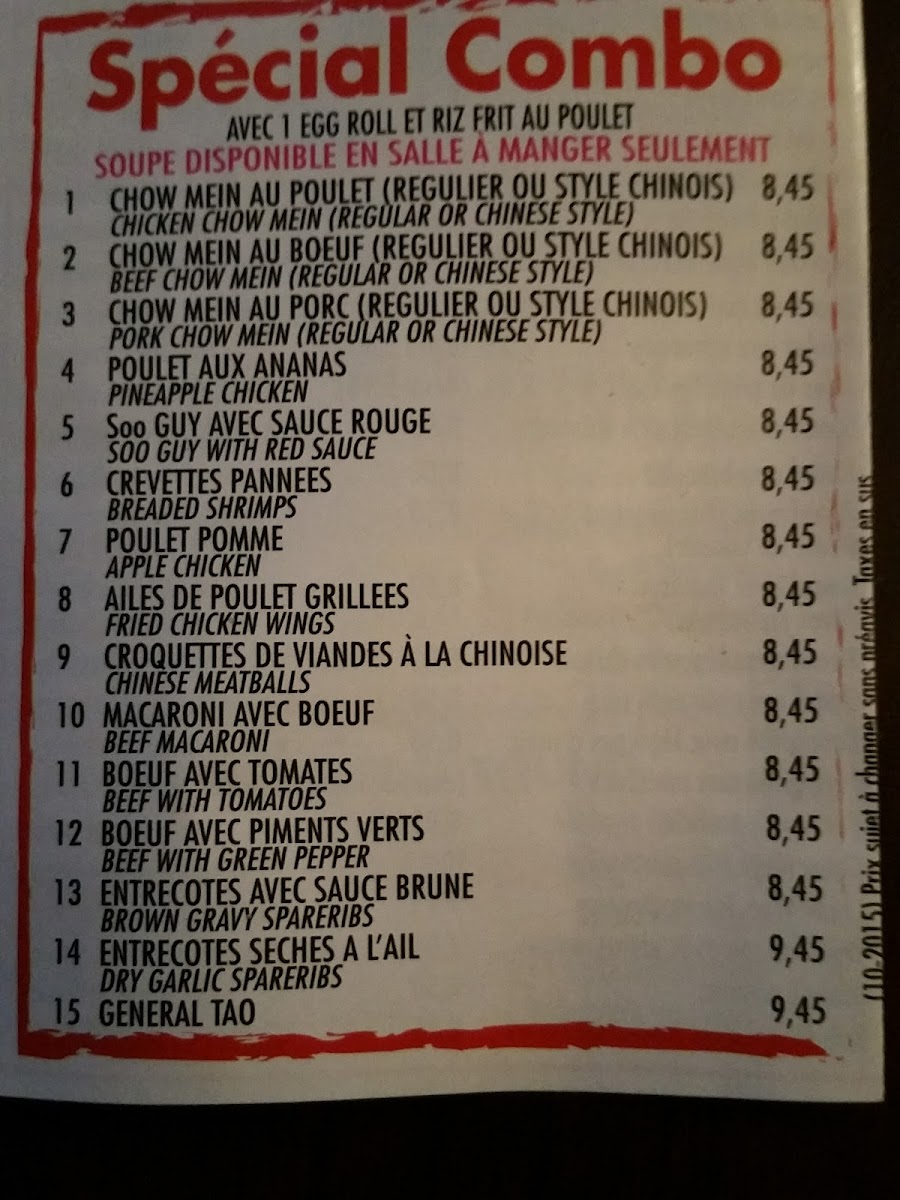 Spécial Combo
AVEC 1 EGG ROLL ET RIZ FRIT AU POULET
SOUPE DISPONIBLE EN SALLE À MANGER SEULEMENT
1 CHOW MEIN AU POULET (REGULIER OU STYLE CHINOIS) 8,45
CHICKEN CHOW MEIN (REGULAR OR CHINESE STYLE)
2 CHOW MEIN AU BOEUF (REGULIER OU STYLE CHINOIS) 8,45
BEEF CHOW MEIN (REGULAR OR CHINESE STYLE)
3 CHOW MEIN AU PORC (REGULIER OU STYLE CHINOIS) 8,45
PORK CHOW MEIN (REGULAR OR CHINESE STYLE)
4 POULET AUX ANANAS 8,45
PINEAPPLE CHICKEN
5 Soo GUY AVEC SAUCE ROUGE 8,45
SOO GUY WITH RED SAUCE
6 CREVETTES PANNEES 8,45
BREADED SHRIMPS
7 POULET POMME 8,45
APPLE CHICKEN
8 AILES DE POULET GRILLEES 8,45
FRIED CHICKEN WINGS
9 CROQUETTES DE VIANDES À LA CHINOISE 8,45
CHINESE MEATBALLS
10 MACARONI AVEC BOEUF 8,45
BEEF MACARONI
11 BOEUF AVEC TOMATES 8,45
BEEF WITH TOMATOES
12 BOEUF AVEC PIMENTS VERTS 8,45
BEEF WITH GREEN PEPPER
13 ENTRECOTES AVEC SAUCE BRUNE 8,45
BROWN GRAVY SPARERIBS
14 ENTRECOTES SECHES A L'AIL 9,45
DRY GARLIC SPARERIBS
15 GENERAL TAO 9,45
(10-2015) Prix sujet à changer sans préavis Taxes en sus